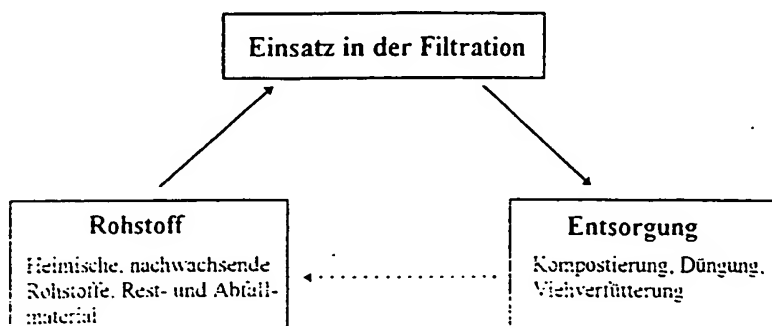 Einsatz in der Filtration
Rohstoff
Heimische, nachwachsende
Rohstoffe, Rest- und Abfall-
material
Entsorgung
Kompostierung, Düngung,
Viehverfütterung